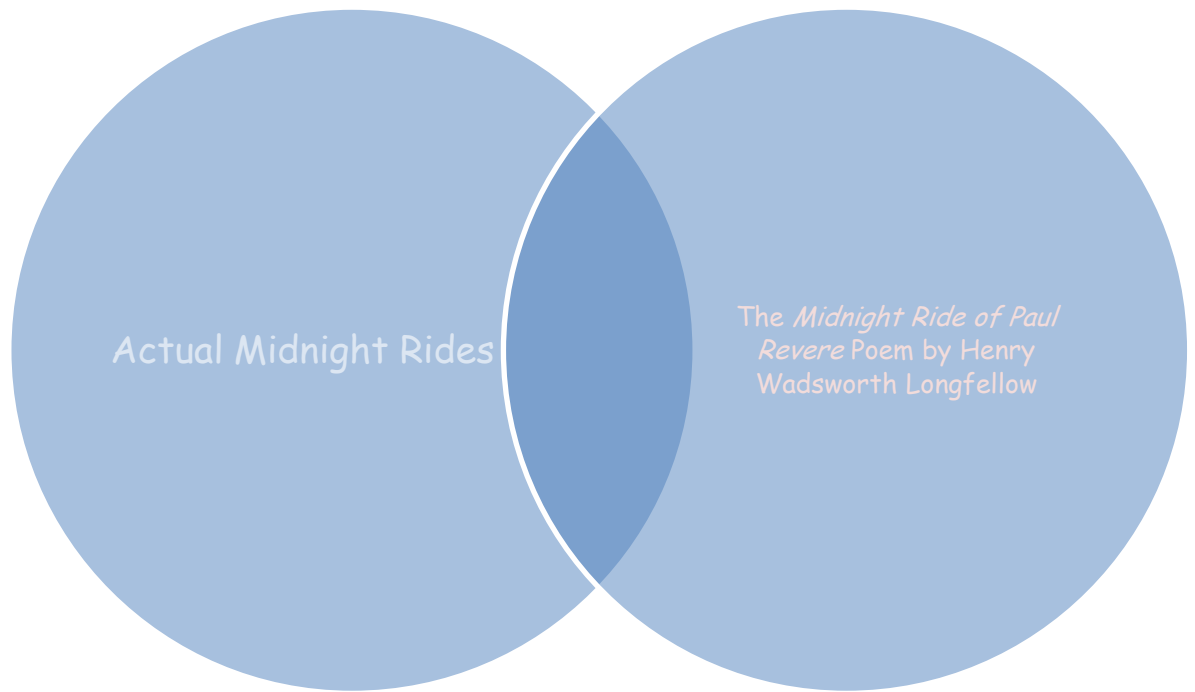 Actual Midnight Rides
The Midnight Ride of Paul
Revere Poem by Henry
Wadsworth Longfellow